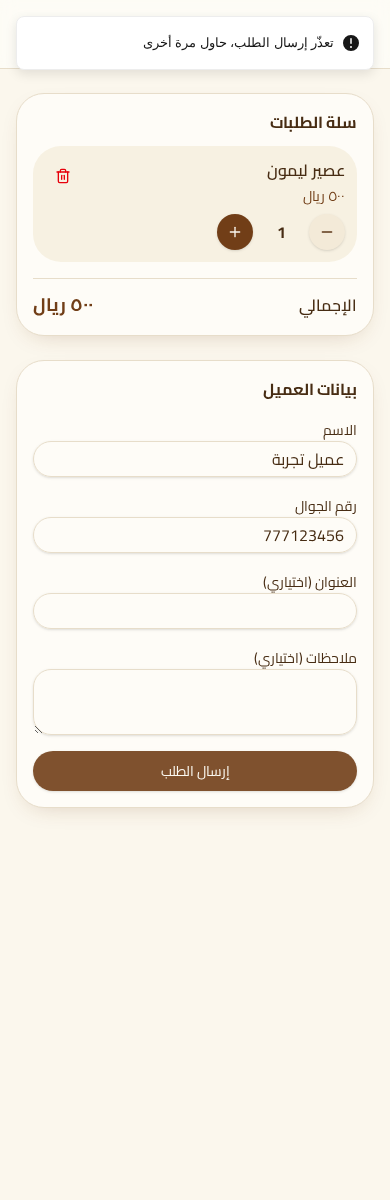 تعذّر إرسال الطلب، حاول مرة أخرى
سلة الطلبات
عصير ليمون
٥٠٠ ريال
1
الإجمالي
٥٠٠ ريال
بيانات العميل
الاسم
عميل تجربة
رقم الجوال
777123456
العنوان (اختياري)
ملاحظات (اختياري)
إرسال الطلب